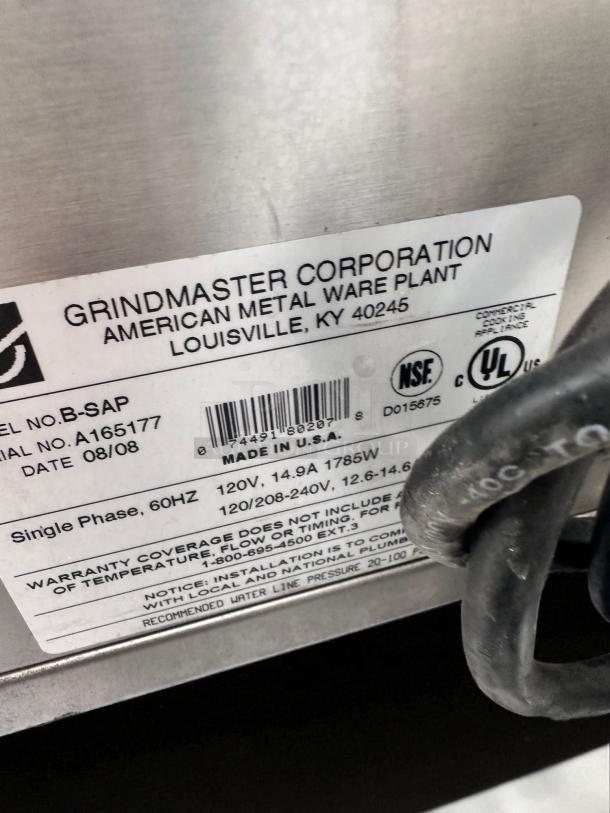 GRINDMASTER CORPORATION
AMERICAN METAL WARE PLANT
LOUISVILLE, KY 40245
EL NO. B-SAP
IAL NO. A165177
DATE 08/08
0 74491 80207 8
MADE IN U.S.A.
NSF
D015675
COMMERCIAL
COOKING
APPLIANCE
C UL US
Single Phase, 60HZ
120V, 14.9A 1785W
120/208-240V, 12.6-14.6
WARRANTY COVERAGE DOES NOT INCLUDE
OF TEMPERATURE, FLOW OR TIMING. FOR
1-800-695-4500 EXT.3
NOTICE: INSTALLATION IS TO COM
WITH LOCAL AND NATIONAL PLUMB
RECOMMENDED WATER LINE PRESSURE 20-100